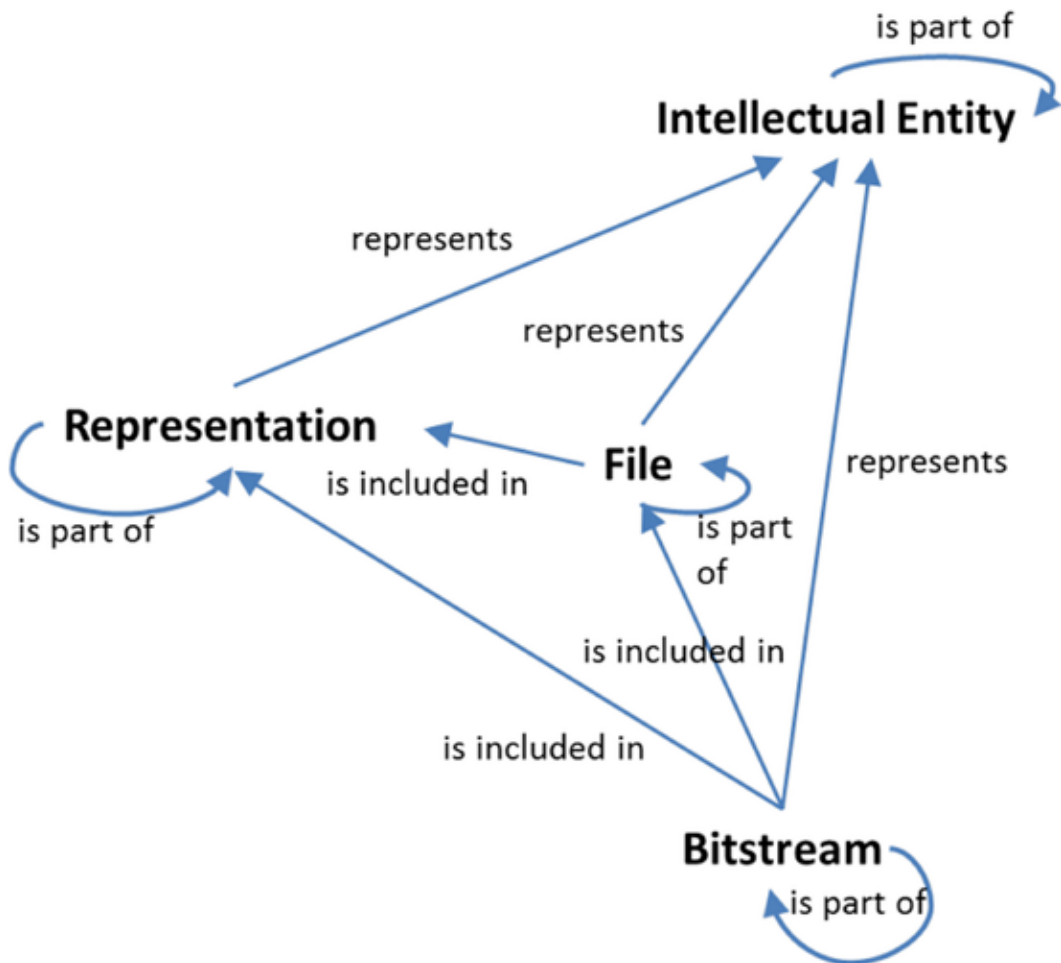 is part of
Intellectual Entity
represents
represents
Representation
File
represents
is included in
is part of
is part
of
is included in
is included in
Bitstream
is part of